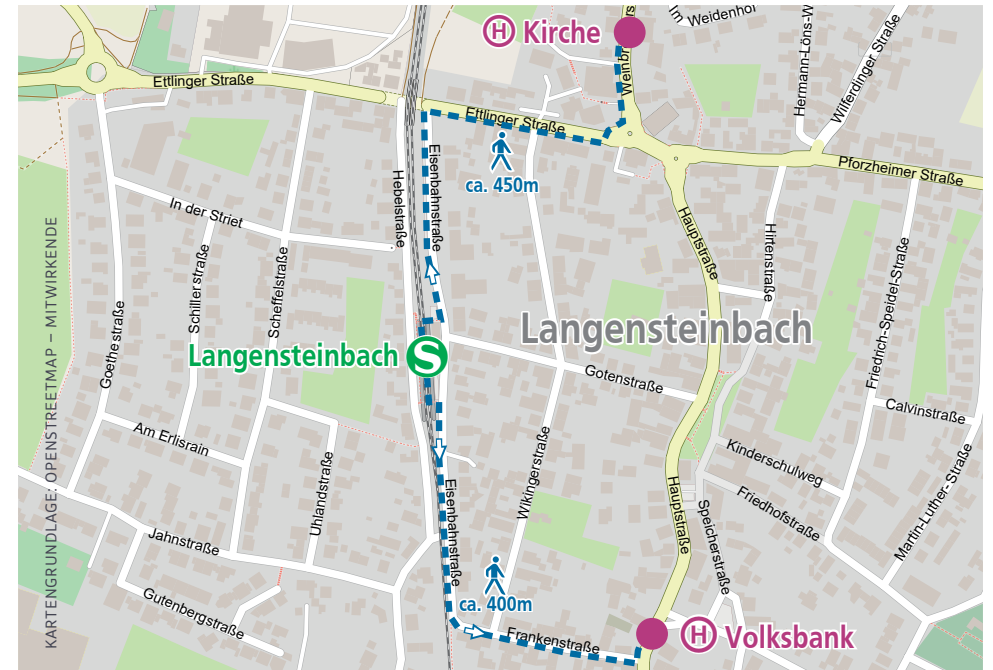 H Kirche
Im Weidenhof
Weinbrs
Hermann-Löns-W
Wilferdinger Straße
Ettlinger Straße
Ettlinger Straße
Pforzheimer Straße
ca. 450m
Eisenbahnstraße
Hebelstraße
In der Striet
Schillerstraße
Scheffelstraße
Goethestraße
Hauptstraße
Hirtenstraße
Friedrich-Speidel-Straße
Langensteinbach
Langensteinbach S
Gotenstraße
Calvinstraße
Am Erlisrain
Uhlandstraße
Wikingerstraße
Kinderschulweg
Friedhofstraße
Martin-Luther-Straße
Eisenbahnstraße
Hauptstraße
Speicherstraße
Jahnstraße
Gutenbergstraße
ca. 400m
Frankenstraße
H Volksbank
KARTENGRUNDLAGE: OPENSTREETMAP – MITWIRKENDE